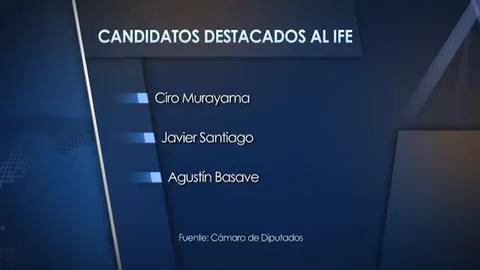 CANDIDATOS DESTACADOS AL IFE
Ciro Murayama
Javier Santiago
Agustín Basave
Fuente: Cámara de Diputados